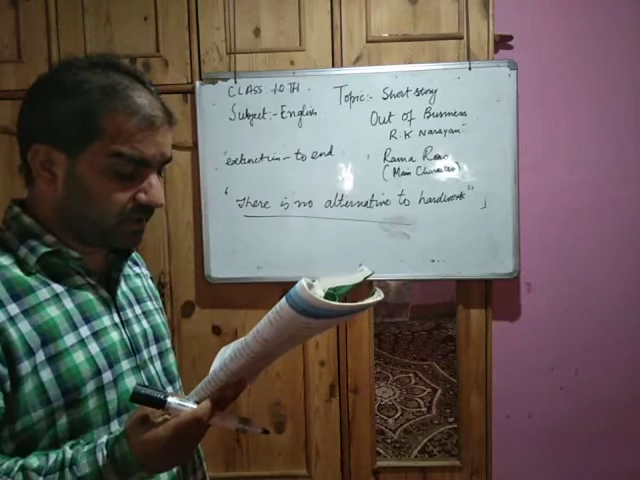 CLASS 10TH
Subject:- English
Topic:- Short story
Out of Business
R.K Narayan
extinction - to end
Rama Rao
(Main Character)
"There is no alternative to hardwork"